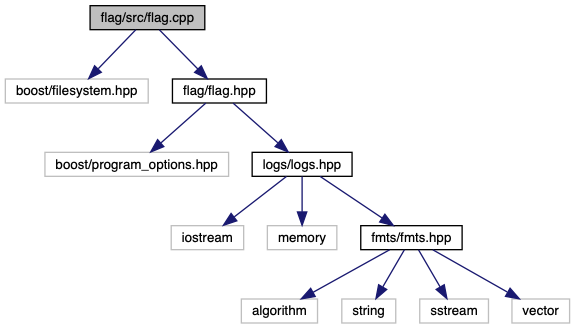 flag/src/flag.cpp
boost/filesystem.hpp
flag/flag.hpp
boost/program_options.hpp
logs/logs.hpp
iostream
memory
fmts/fmts.hpp
algorithm
string
sstream
vector